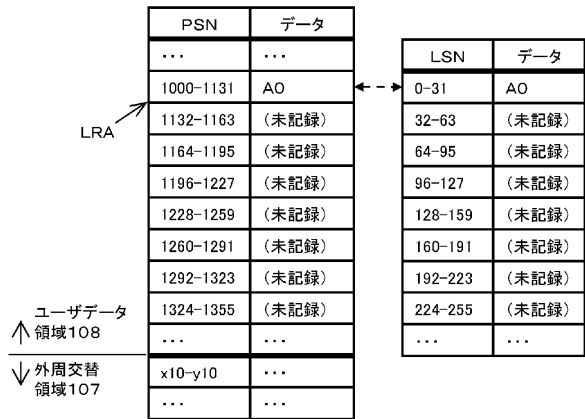 PSN データ
... ...
1000-1131 A0
LRA
1132-1163 (未記録)
1164-1195 (未記録)
1196-1227 (未記録)
1228-1259 (未記録)
1260-1291 (未記録)
1292-1323 (未記録)
1324-1355 (未記録)
... ...
x10-y10 ...
... ...
↑ ユーザデータ
領域108
↓ 外周交替
領域107
LSN データ
0-31 A0
32-63 (未記録)
64-95 (未記録)
96-127 (未記録)
128-159 (未記録)
160-191 (未記録)
192-223 (未記録)
224-255 (未記録)
... ...